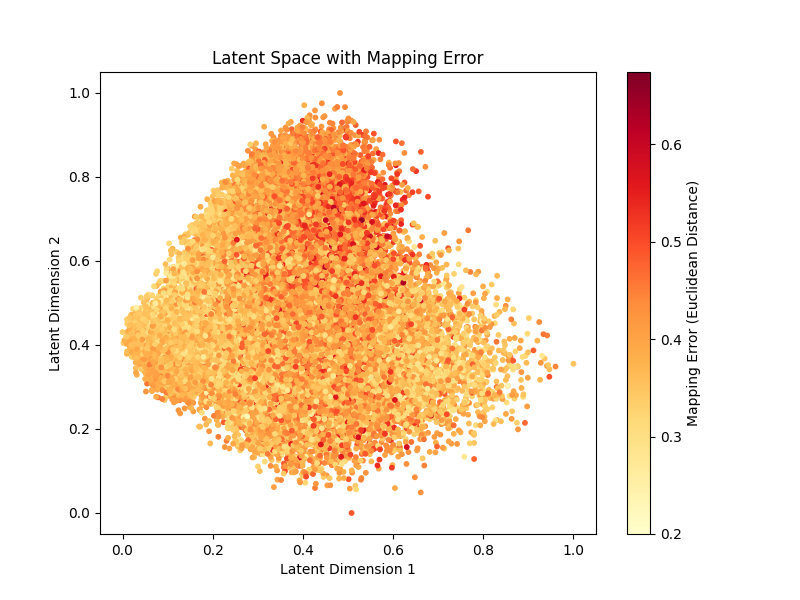 Latent Space with Mapping Error
1.0
0.8
0.6
0.4
0.2
0.0
Latent Dimension 2
0.0 0.2 0.4 0.6 0.8 1.0
Latent Dimension 1
0.6
0.5
0.4
0.3
0.2
Mapping Error (Euclidean Distance)